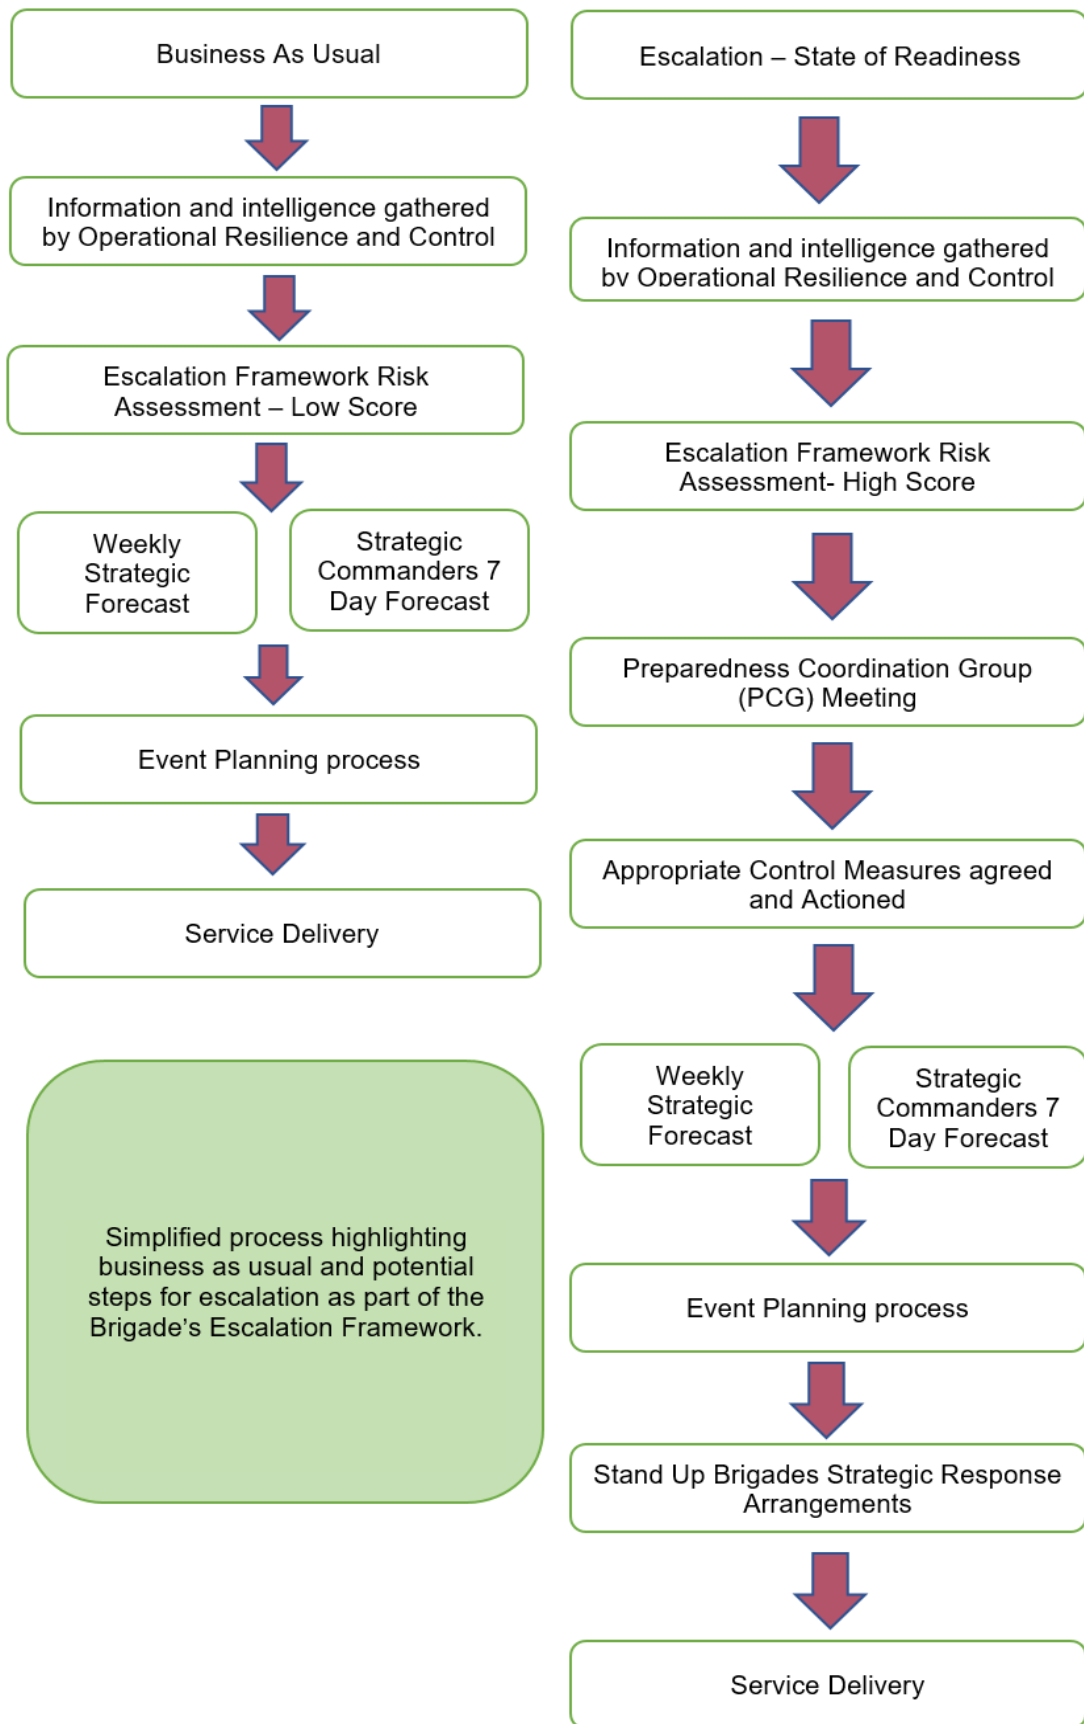 Business As Usual
Information and intelligence gathered
by Operational Resilience and Control
Escalation Framework Risk
Assessment – Low Score
Weekly
Strategic
Forecast
Strategic
Commanders 7
Day Forecast
Event Planning process
Service Delivery
Simplified process highlighting
business as usual and potential
steps for escalation as part of the
Brigade’s Escalation Framework.
Escalation – State of Readiness
Information and intelligence gathered
by Operational Resilience and Control
Escalation Framework Risk
Assessment- High Score
Preparedness Coordination Group
(PCG) Meeting
Appropriate Control Measures agreed
and Actioned
Weekly
Strategic
Forecast
Strategic
Commanders 7
Day Forecast
Event Planning process
Stand Up Brigades Strategic Response
Arrangements
Service Delivery